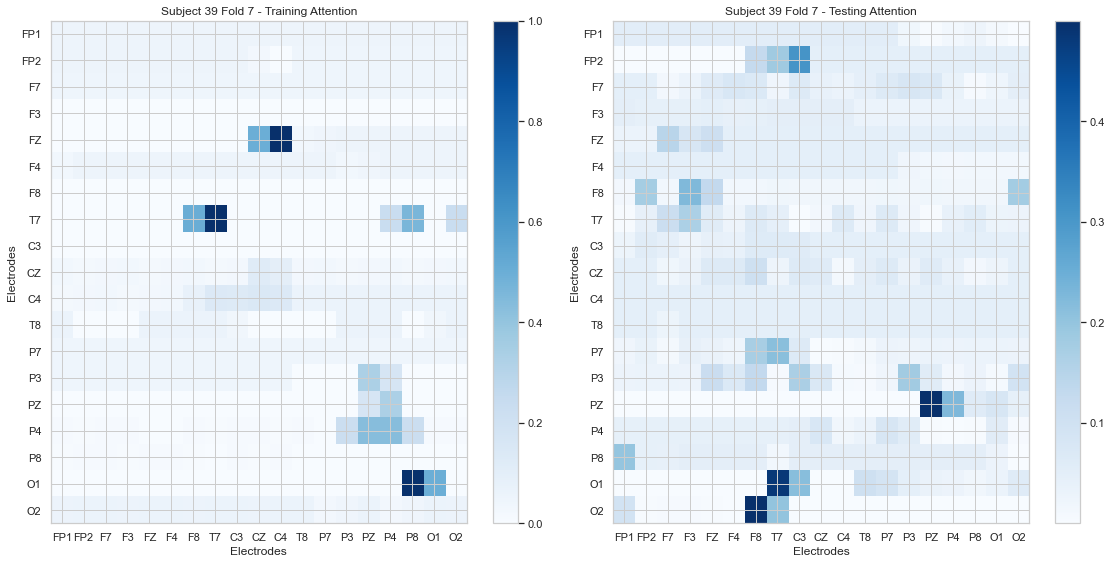 Subject 39 Fold 7 - Training Attention
FP1
FP2
F7
F3
FZ
F4
F8
T7
C3
CZ
C4
T8
P7
P3
PZ
P4
P8
O1
O2
Electrodes
FP1 FP2 F7 F3 FZ F4 F8 T7 C3 CZ C4 T8 P7 P3 PZ P4 P8 O1 O2
Electrodes
1.0
0.8
0.6
0.4
0.2
0.0
Subject 39 Fold 7 - Testing Attention
FP1
FP2
F7
F3
FZ
F4
F8
T7
C3
CZ
C4
T8
P7
P3
PZ
P4
P8
O1
O2
Electrodes
FP1 FP2 F7 F3 FZ F4 F8 T7 C3 C4 CZ T8 P7 P3 PZ P4 P8 O1 O2
Electrodes
0.4
0.3
0.2
0.1